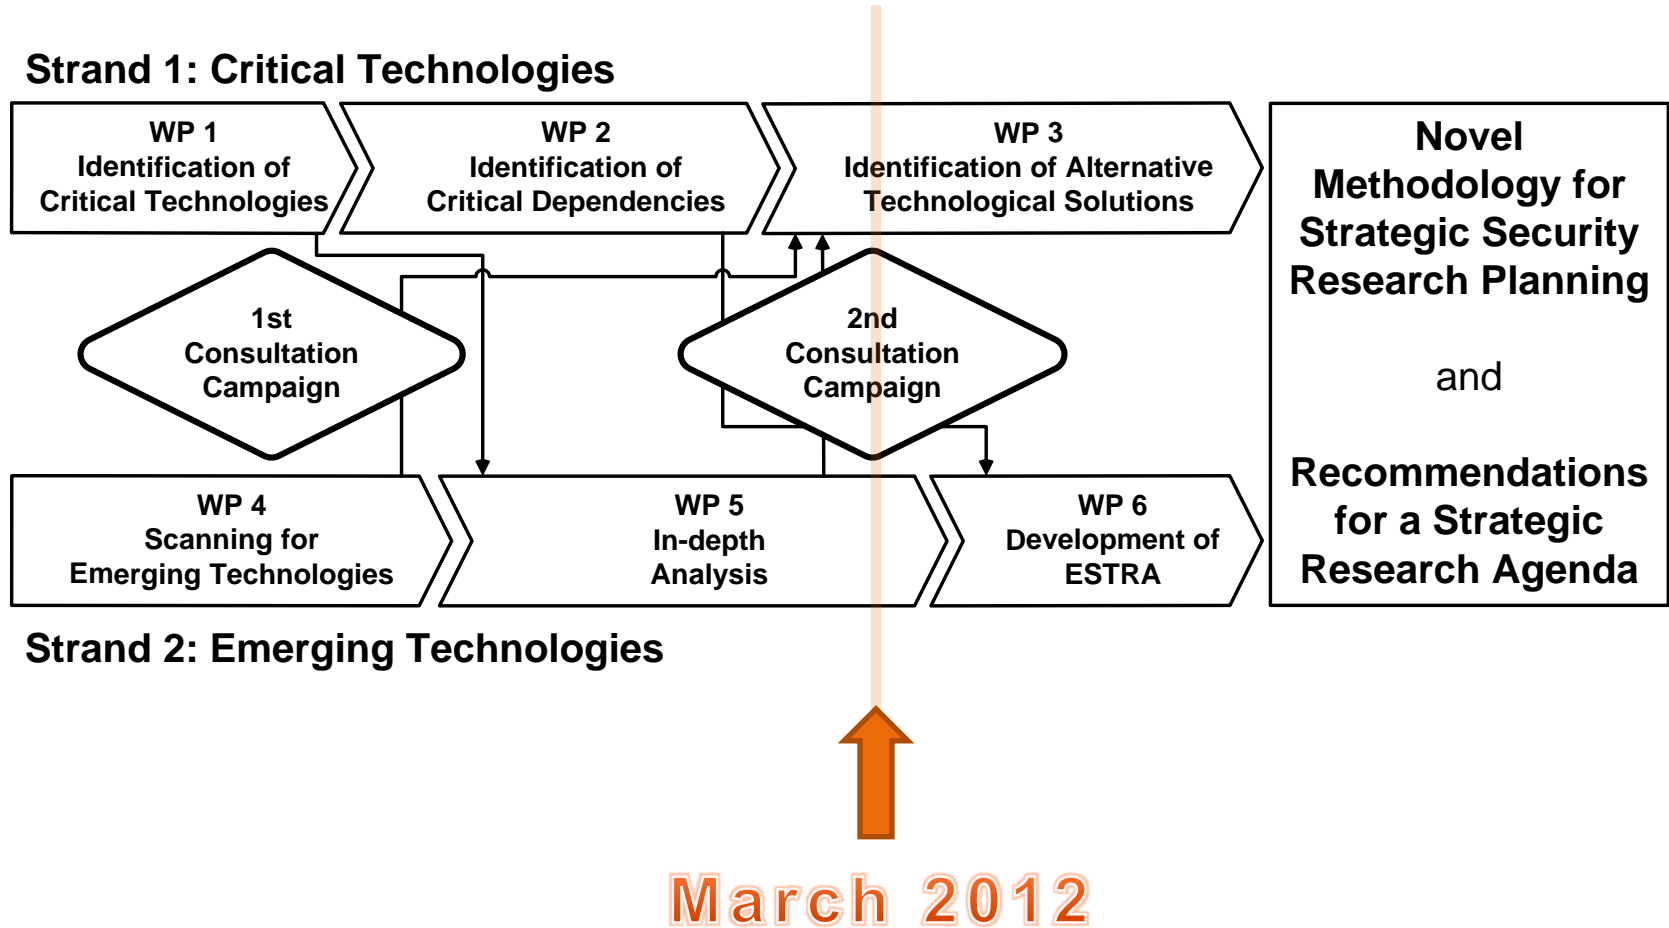 Strand 1: Critical Technologies
WP 1
Identification of
Critical Technologies
WP 2
Identification of
Critical Dependencies
WP 3
Identification of Alternative
Technological Solutions
1st
Consultation
Campaign
2nd
Consultation
Campaign
WP 4
Scanning for
Emerging Technologies
WP 5
In-depth
Analysis
WP 6
Development of
ESTRA
Strand 2: Emerging Technologies
Novel
Methodology for
Strategic Security
Research Planning
and
Recommendations
for a Strategic
Research Agenda
March 2012